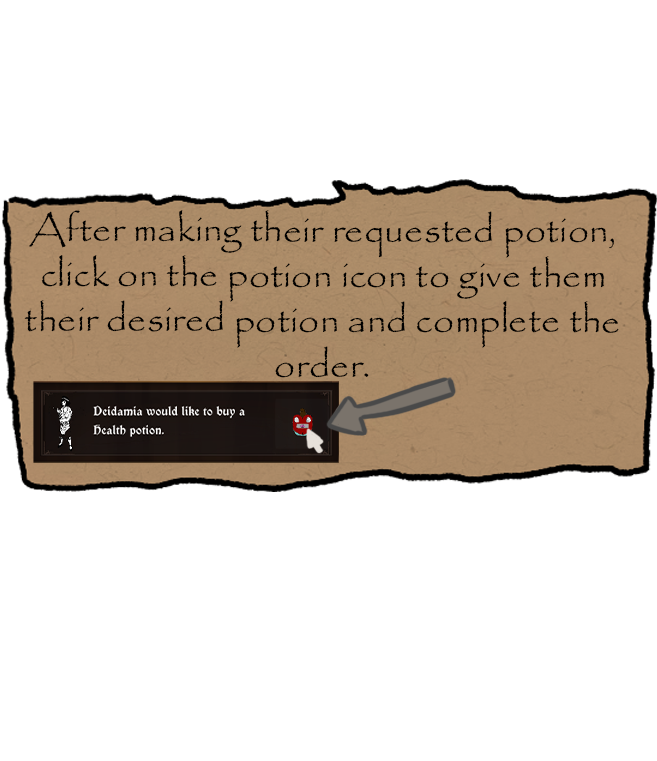 After making their requested potion,
click on the potion icon to give them
their desired potion and complete the
order.
Deidamia would like to buy a
Health potion.